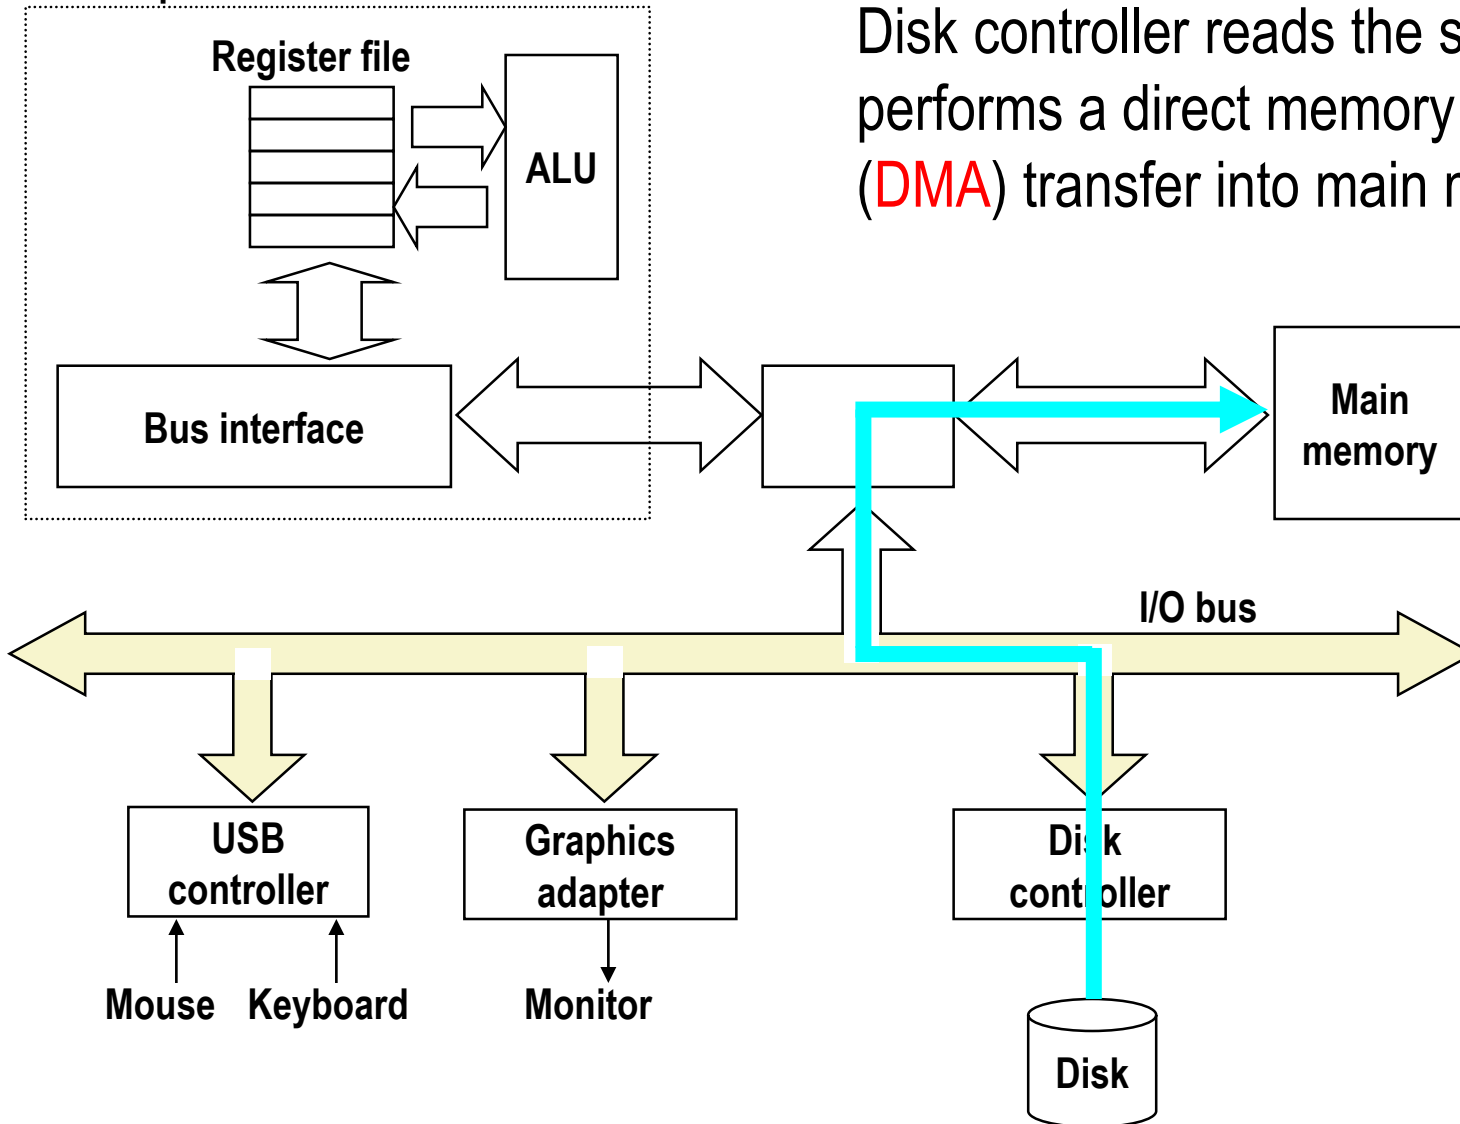 Disk controller reads the s
performs a direct memory
(DMA) transfer into main
Register file
ALU
Bus interface
Main
memory
I/O bus
USB
controller
Graphics
adapter
Disk
controller
Mouse
Keyboard
Monitor
Disk